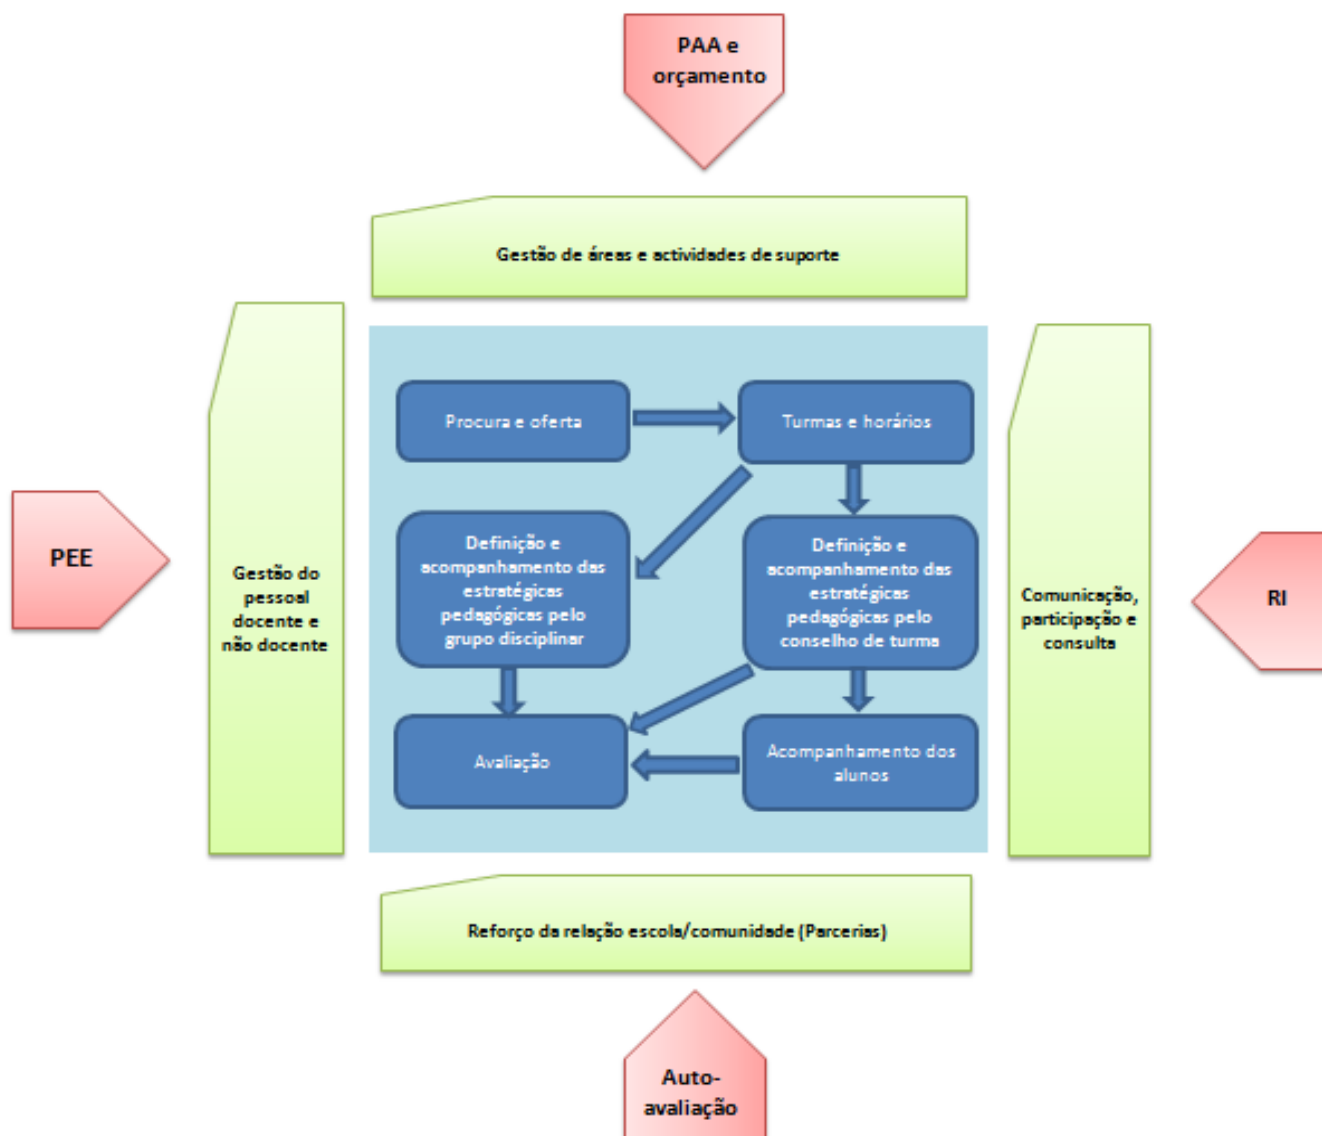 PAA e
orçamento
Gestão de áreas e actividades de suporte
Procura e oferta
Turmas e horários
Definição e
acompanhamento das
estratégicas
pedagógicas pelo
grupo disciplinar
Definição e
acompanhamento das
estratégicas
pedagógicas pelo
conselho de turma
PEE
Gestão do
pessoal
docente e
não docente
Comunicação,
participação e
consulta
RI
Avaliação
Acompanhamento dos
alunos
Reforço da relação escola/comunidade (Parcerias)
Auto-
avaliação